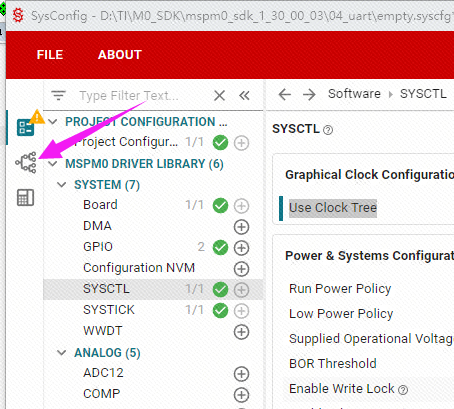 SysConfig - D:\TI\M0_SDK\mspm0_sdk_1_30_00_03\04_uart\empty.syscfg*
FILE ABOUT
Type Filter Text...
Software > SYSCTL
PROJECT CONFIGURATION
Project Configur... 1/1
SYSCTL
MSPM0 DRIVER LIBRARY (6)
Graphical Clock Configuration
SYSTEM (7)
Board 1/1
Use Clock Tree
DMA
GPIO 2
Power & Systems Configurat
Configuration NVM
Run Power Policy
SYSCTL 1/1
Low Power Policy
SYSTICK 1/1
Supplied Operational Voltage
WWDT
BOR Threshold
ANALOG (5)
ADC12
Enable Write Lock
COMP